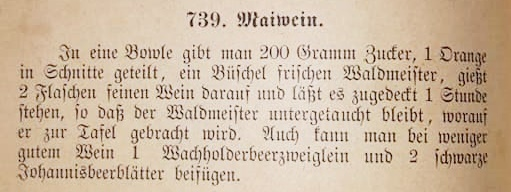 739. Maiwein.
In eine Bowle gibt man 200 Gramm Zucker, 1 Orange
in Schnitte geteilt, ein Büschel frischen Waldmeister, gießt
2 Flaschen feinen Wein darauf und läßt es zugedeckt 1 Stunde
stehen, so daß der Waldmeister untergetaucht bleibt, worauf
er zur Tafel gebracht wird. Auch kann man bei weniger
gutem Wein 1 Wachholderbeerzweiglein und 2 schwarze
Johannisbeerblätter beifügen.